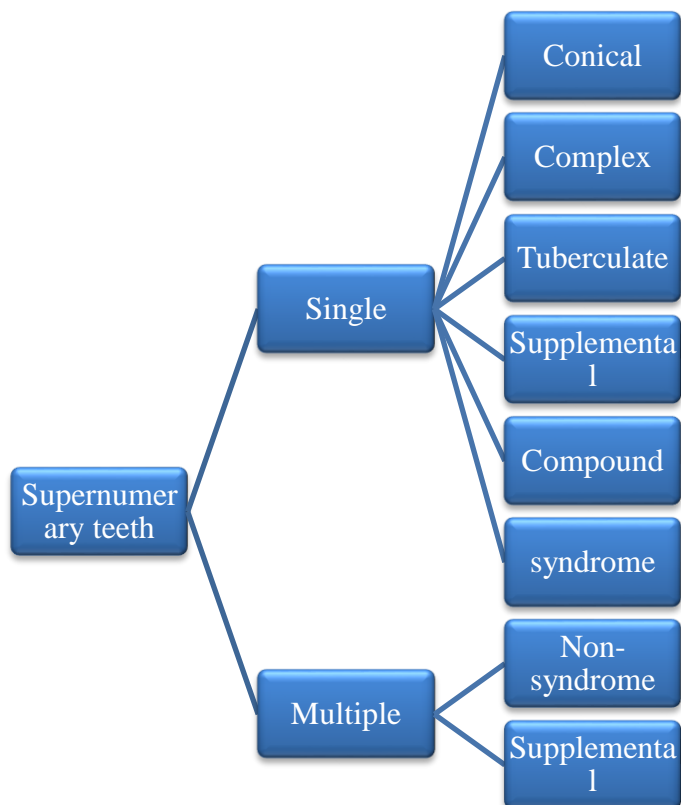 Conical
Complex
Tuberculate
Single
Supplementa
l
Compound
Supernumer
ary teeth
syndrome
Non-
syndrome
Multiple
Supplementa
l